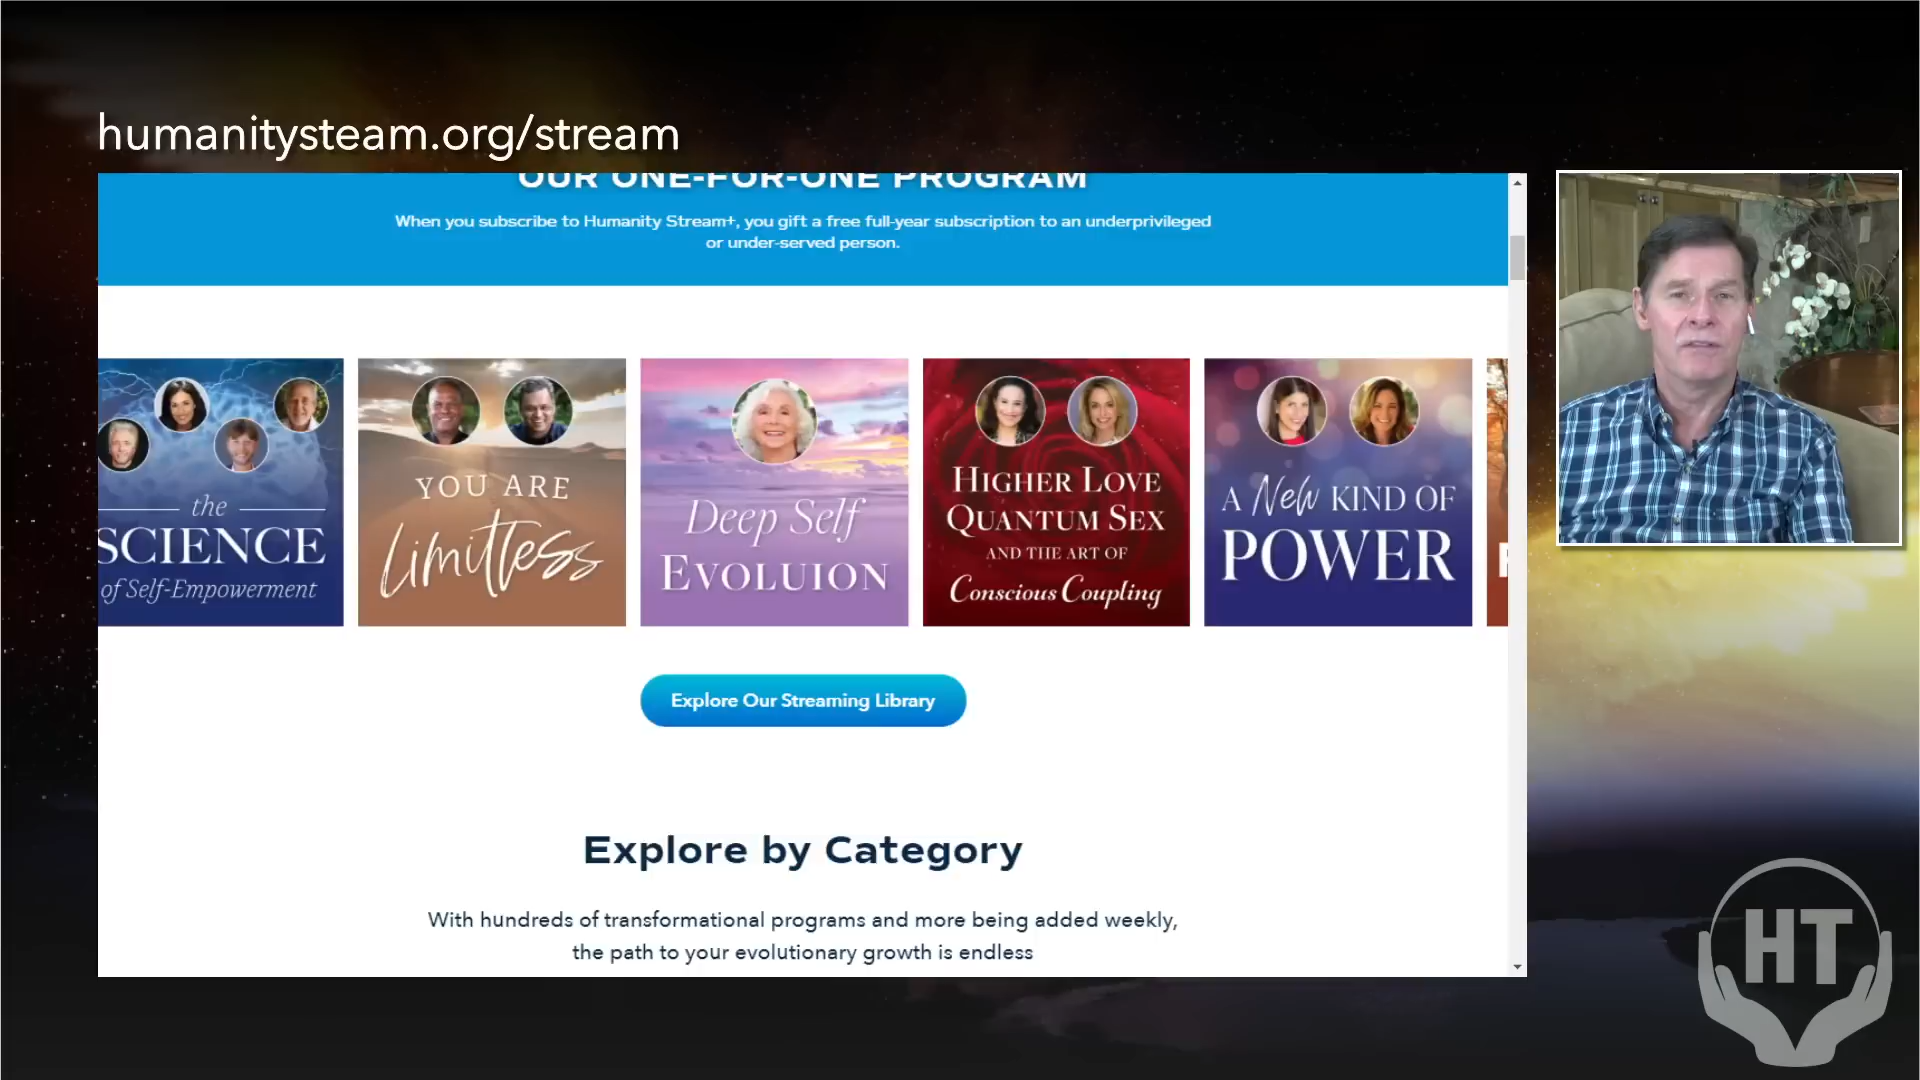 humanitysteam.org/stream
OUR ONE-FOR-ONE PROGRAM
When you subscribe to Humanity Stream+, you gift a free full-year subscription to an underprivileged
or under-served person.
the
SCIENCE
of Self-Empowerment
YOU ARE
Limitless
Deep Self
EVOLUION
HIGHER LOVE
QUANTUM SEX
AND THE ART OF
Conscious Coupling
A New KIND OF
POWER
Explore Our Streaming Library
Explore by Category
With hundreds of transformational programs and more being added weekly,
the path to your evolutionary growth is endless
HT